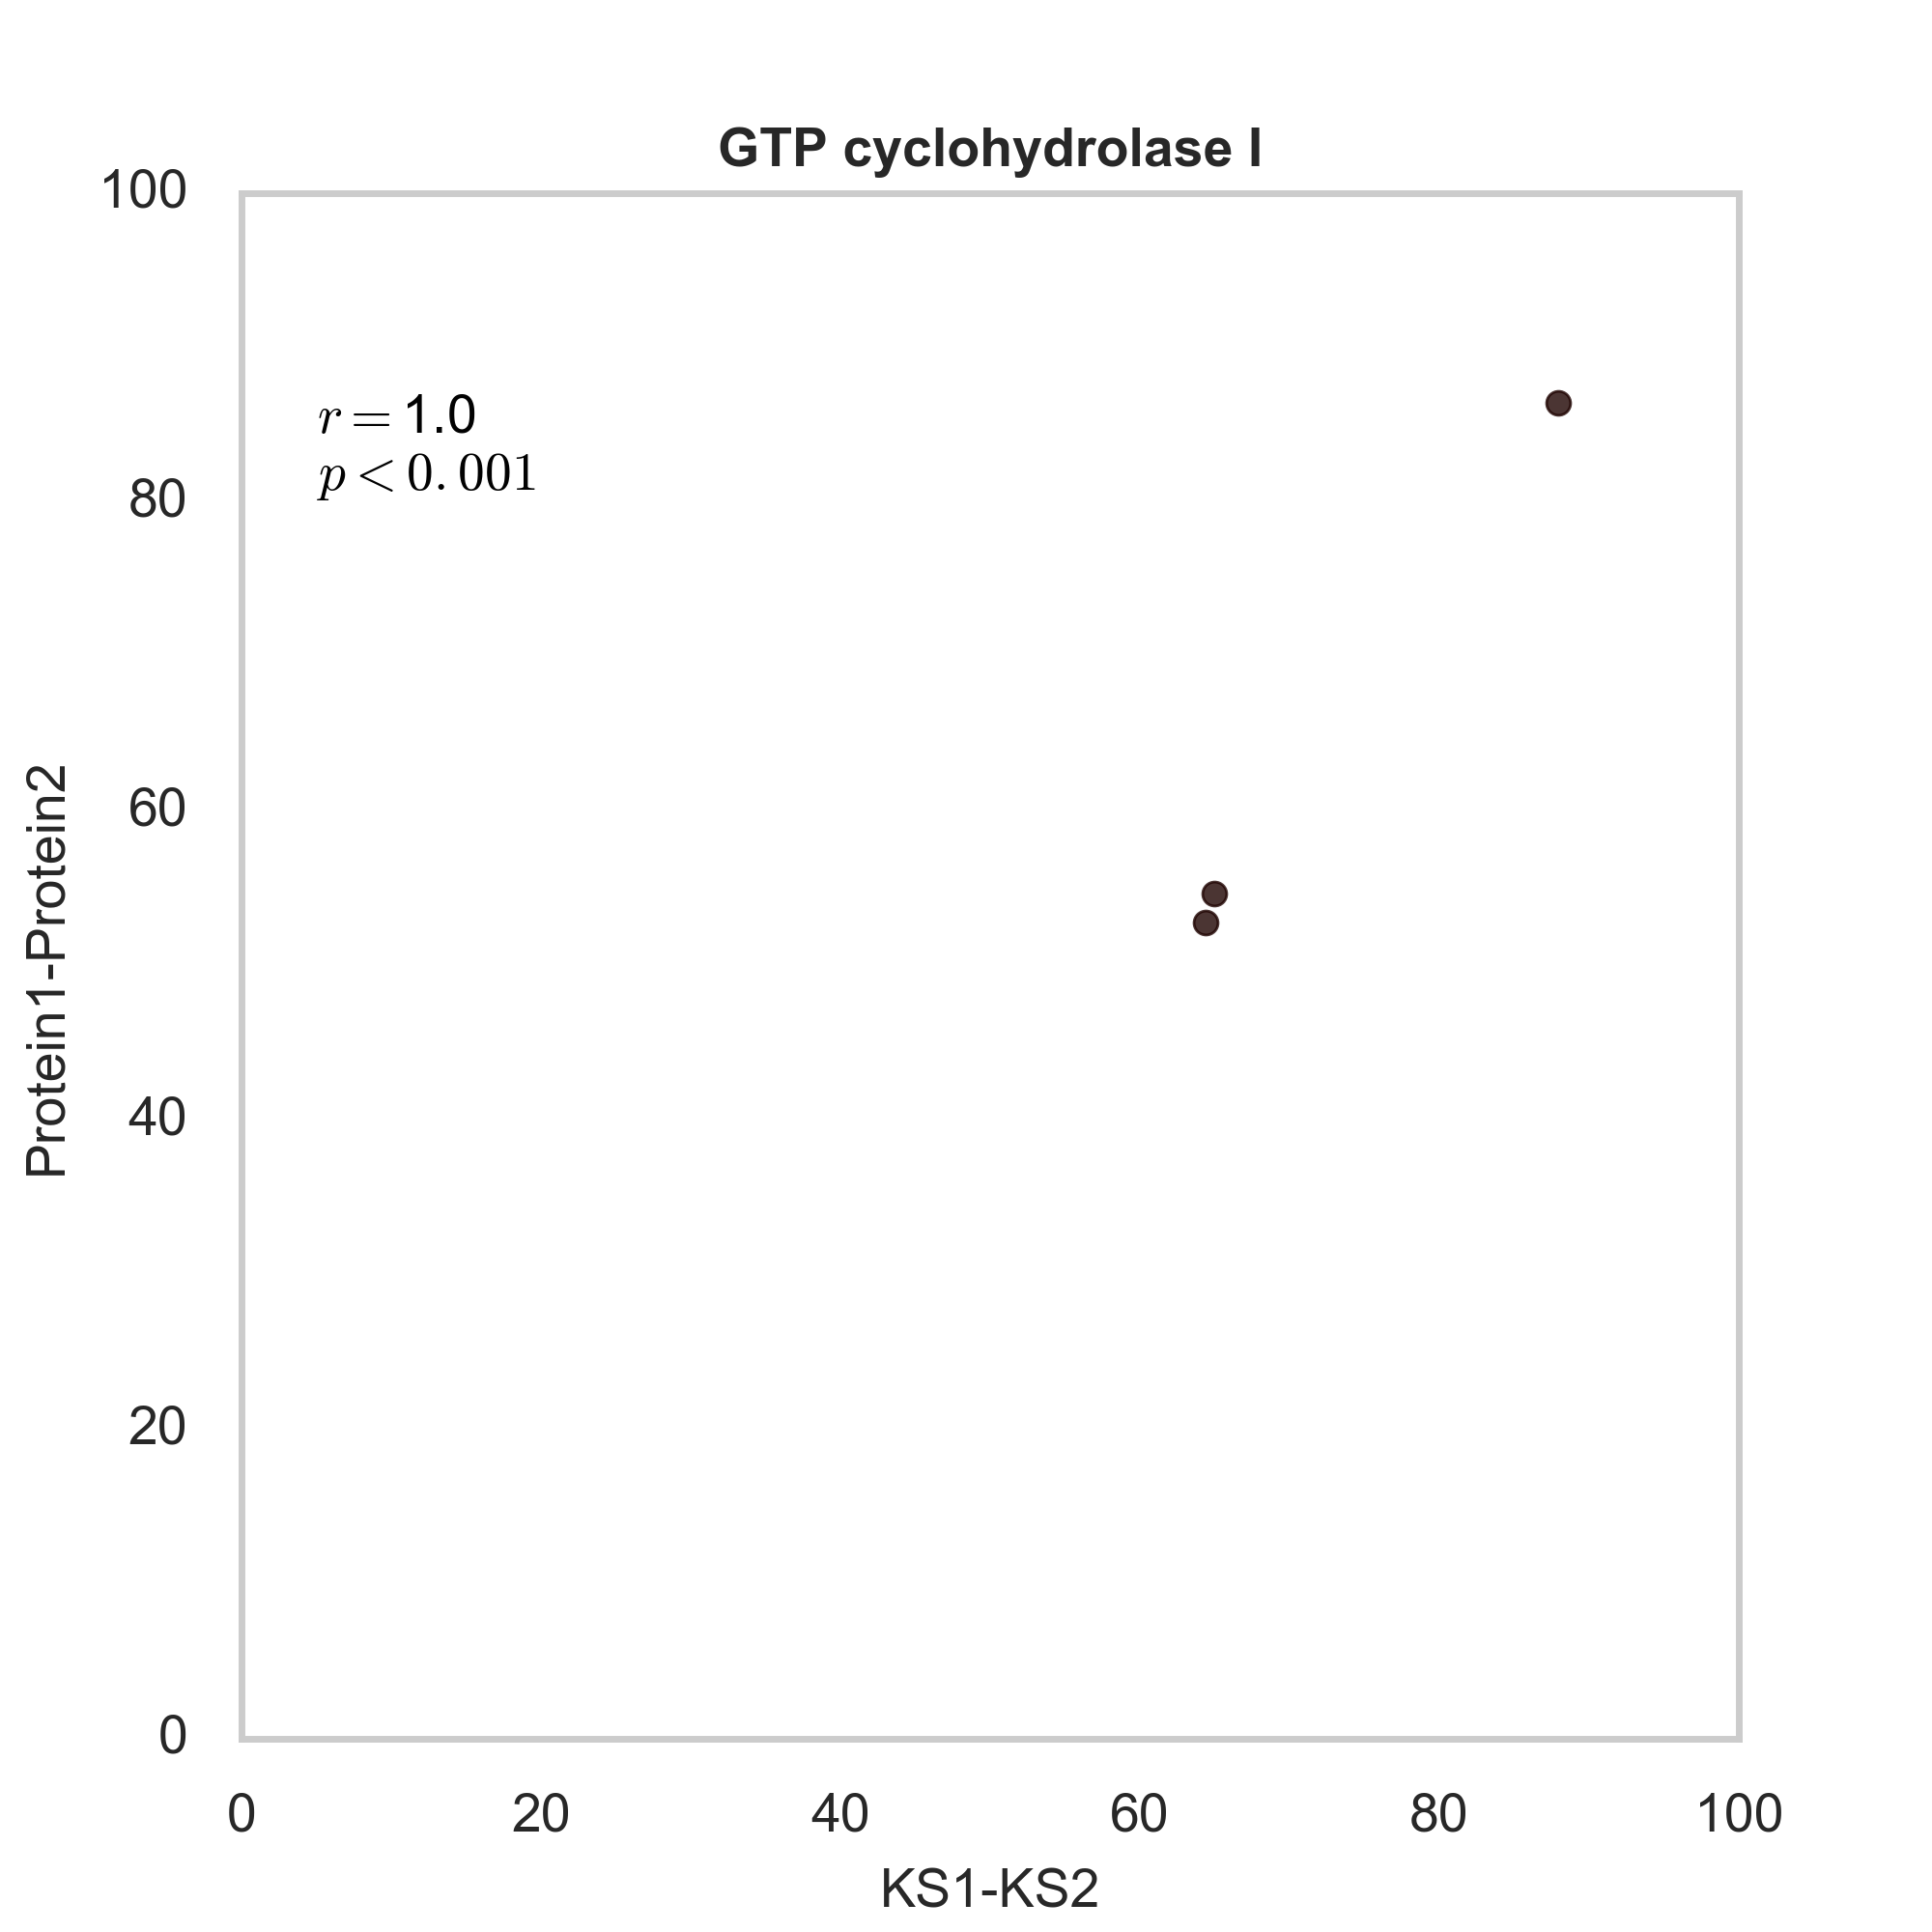 GTP cyclohydrolase I
100
r = 1.0
p < 0.001
80
60
40
20
0
Protein1-Protein2
0 20 40 60 80 100
KS1-KS2